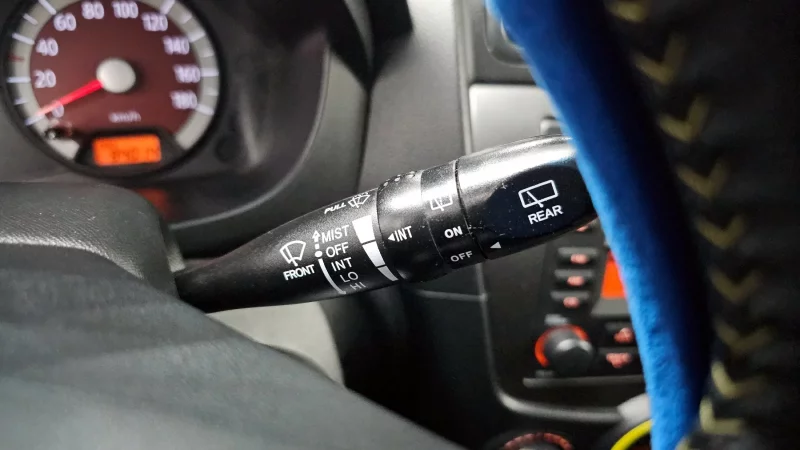 0
20
40
60
80
100
120
140
160
180
km/h
PULL
MIST
OFF
INT
LO
HI
FRONT
◄INT
ON
OFF
REAR